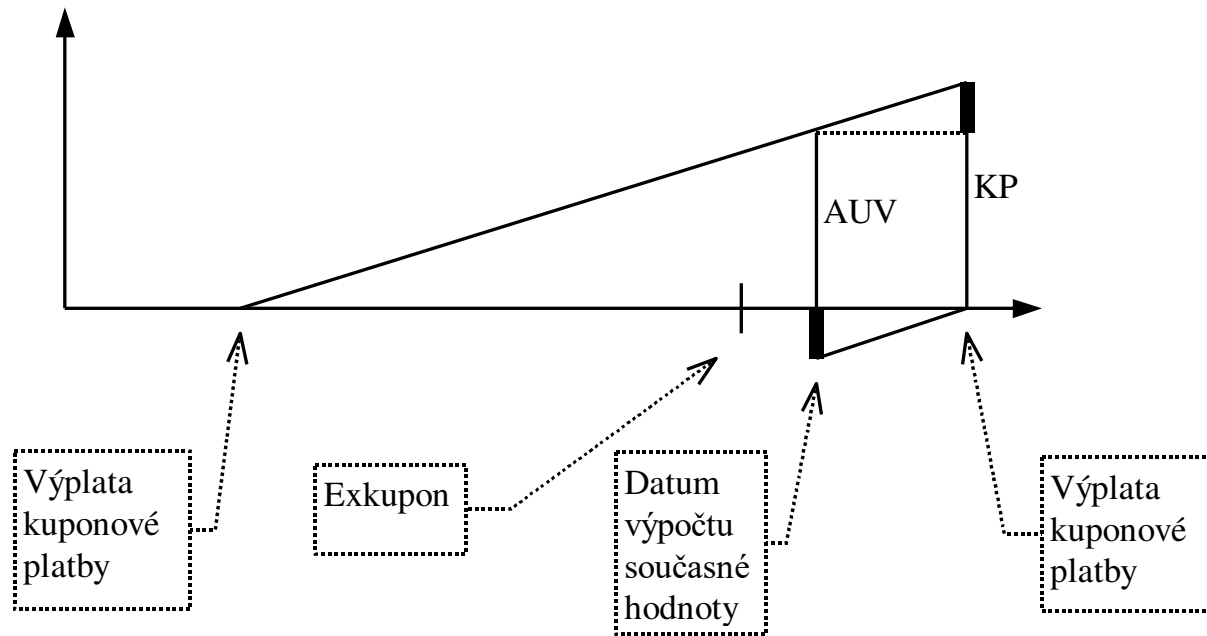 KP
AUV
Výplata
kuponové
platby
Exkupon
Datum
výpočtu
současné
hodnoty
Výplata
kuponové
platby